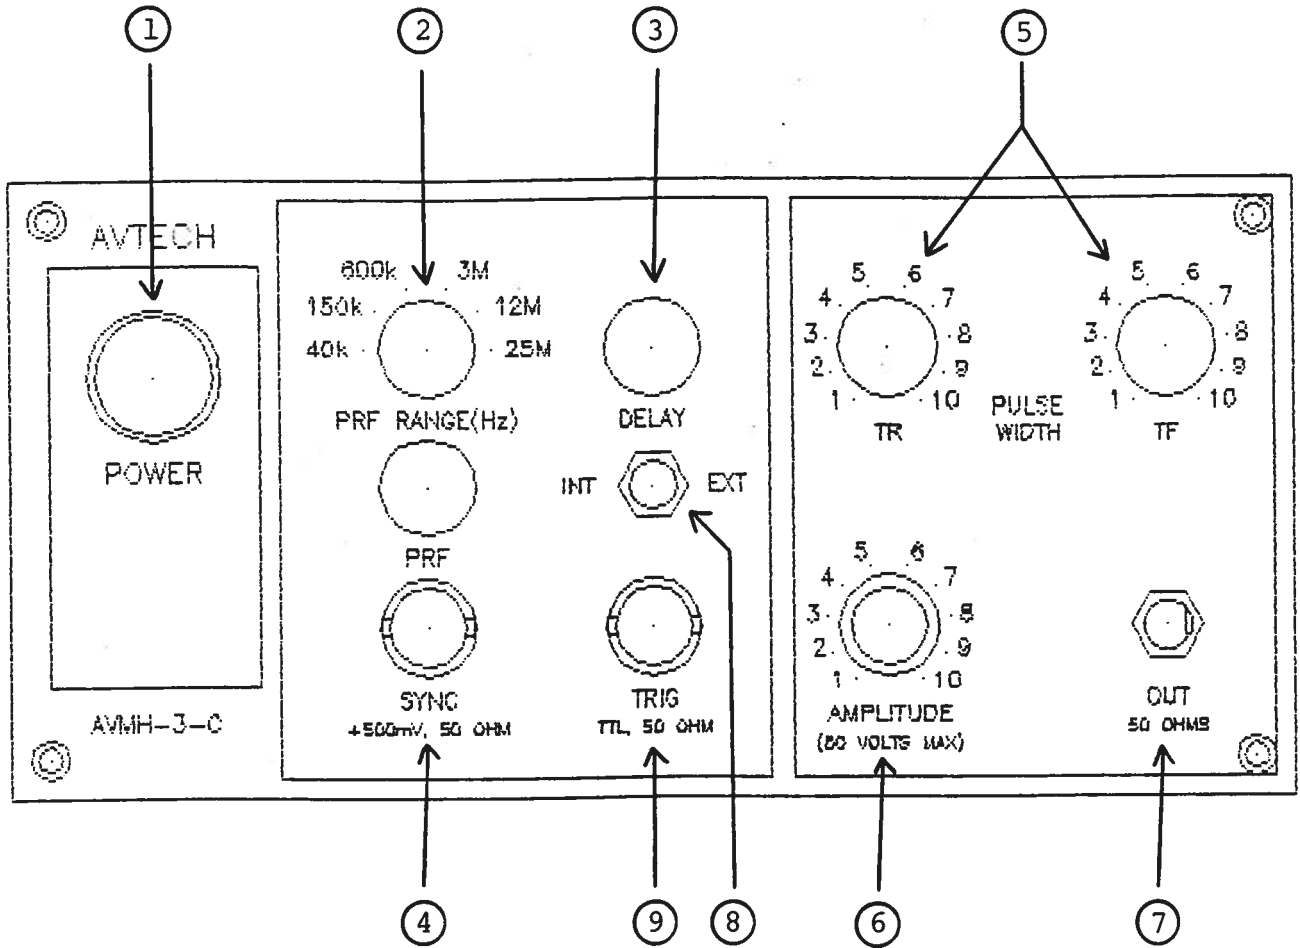 1 2 3 5
AVTECH
POWER
AVMH-3-C
600k 3M
150k 12M
40k 25M
PRF RANGE(Hz)
PRF
SYNC
+500mV, 50 OHM
DELAY
INT EXT
TRIG
TTL, 50 OHM
5 6
4 7
3 8
2 9
1 10
TR
PULSE
WIDTH
5 6
4 7
3 8
2 9
1 10
TF
5 6
4 7
3 8
2 9
1 10
AMPLITUDE
VOLTS MAX)
OUT
50 OHMS
4 9 8 6 7